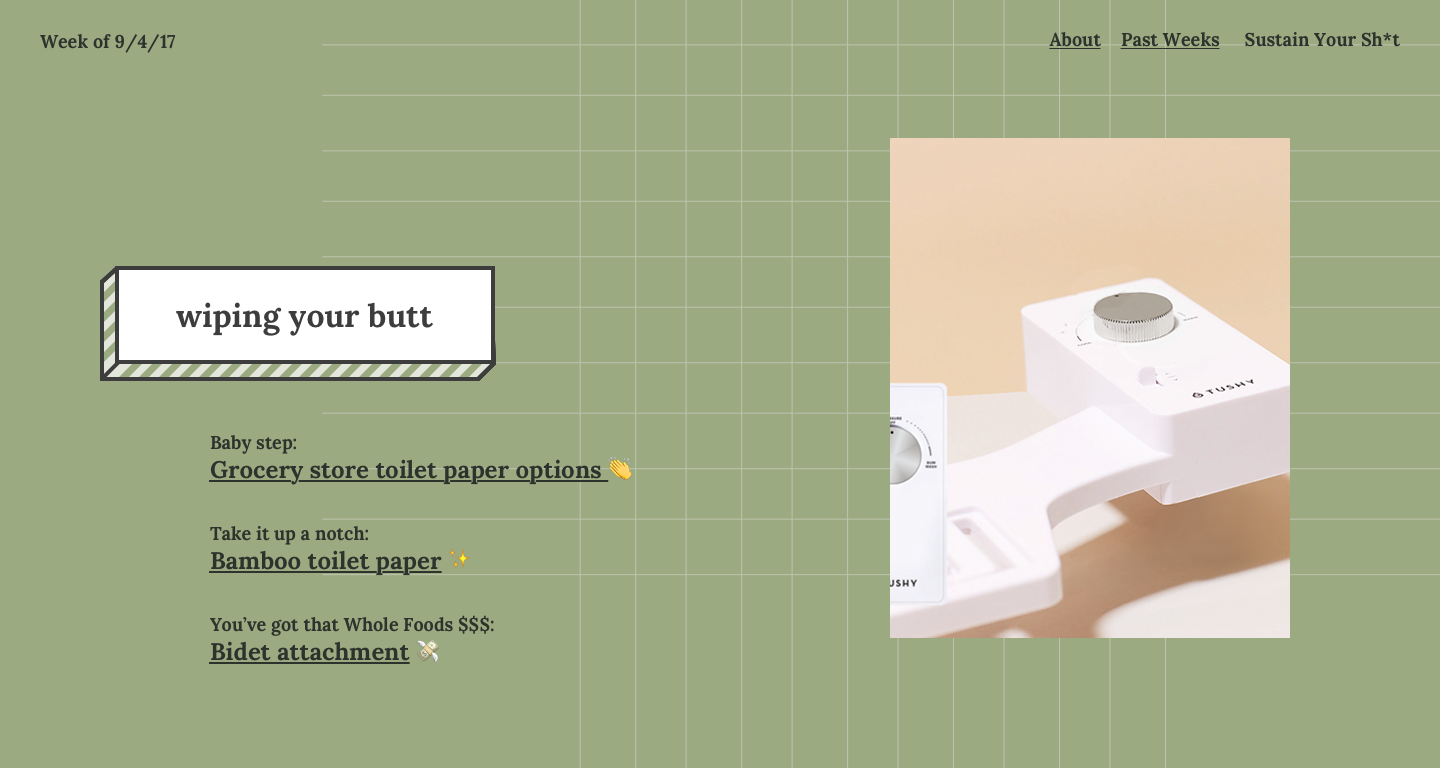 Week of 9/4/17
About Past Weeks Sustain Your Sh*t
wiping your butt
Baby step:
Grocery store toilet paper options 👏
Take it up a notch:
Bamboo toilet paper ✨
You’ve got that Whole Foods $$$:
Bidet attachment 💸
TUSHY
USHY